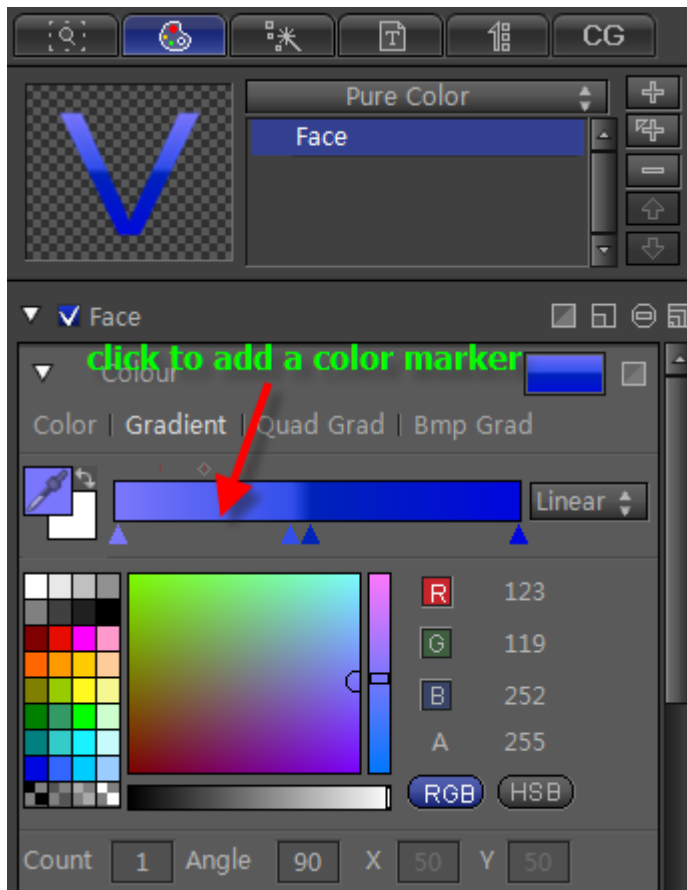 CG
Pure Color
Face
Face
click to add a color marker
Colour
Color | Gradient | Quad Grad | Bmp Grad
Linear
R 123
G 119
B 252
A 255
RGB HSB
Count 1 Angle 90 X 50 Y 50